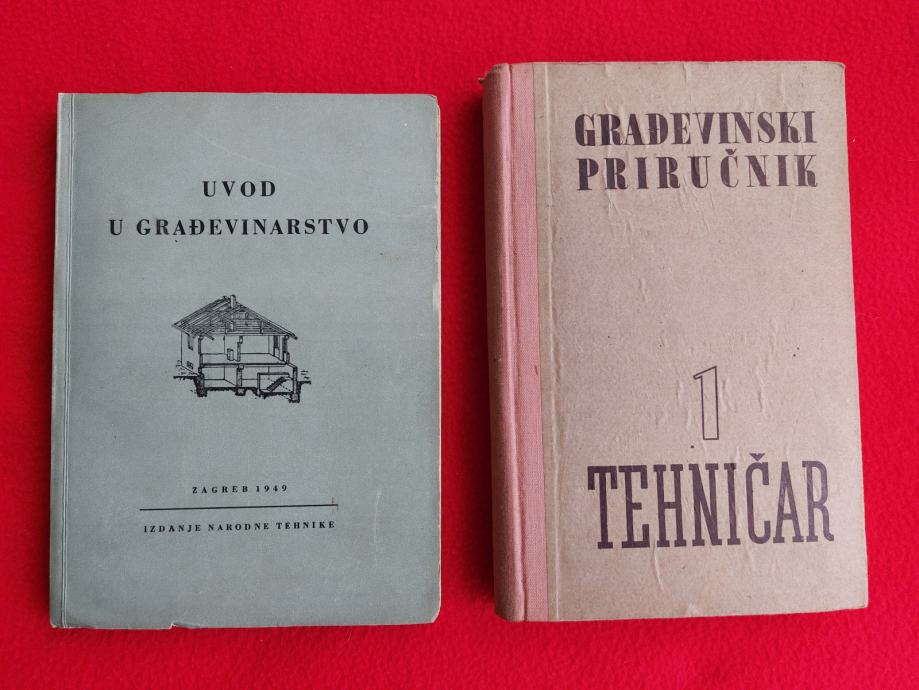 UVOD
U GRAĐEVINARSTVO
ZAGREB 1949
IZDANJE NARODNE TEHNIKE
GRAĐEVINSKI
PRIRUČNIK
1
TEHNIČAR